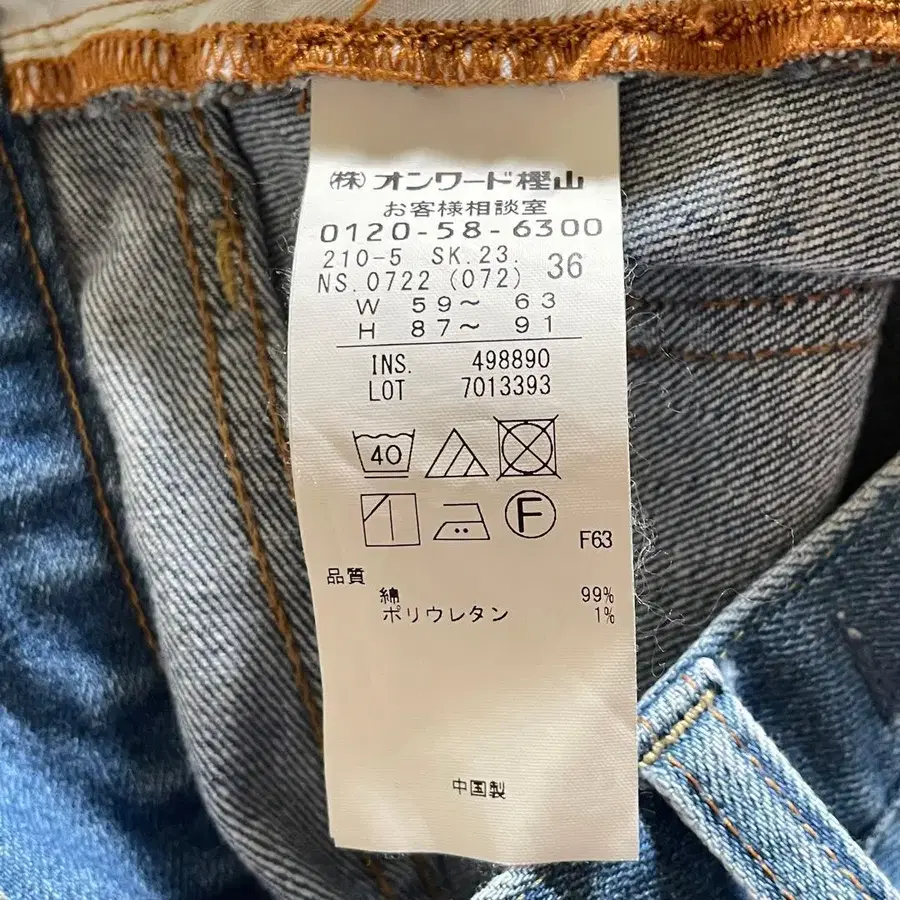 ㈱オンワード樫山
お客様相談室
0120-58-6300
210-5 SK.23. 36
NS.0722 (072)
W 59~ 63
H 87~ 91
INS. 498890
LOT 7013393
40
F
F63
品質
綿 99%
ポリウレタン 1%
中国製